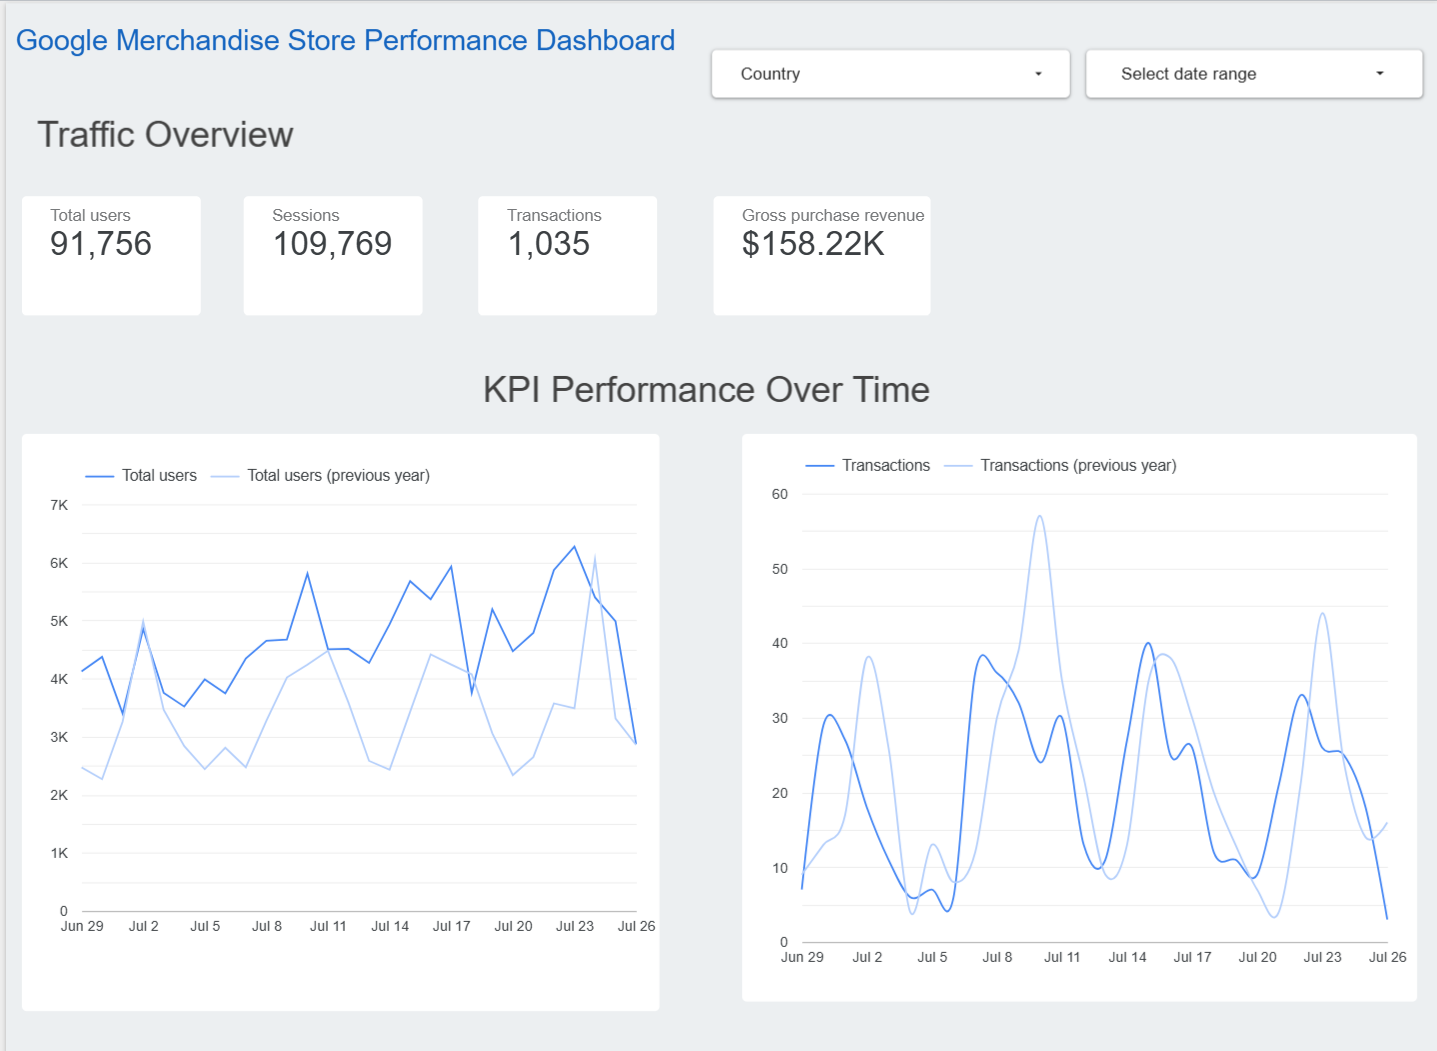 Google Merchandise Store Performance Dashboard
Country
Select date range
Traffic Overview
Total users
91,756
Sessions
109,769
Transactions
1,035
Gross purchase revenue
$158.22K
KPI Performance Over Time
Total users
Total users (previous year)
7K
6K
5K
4K
3K
2K
1K
0
Jun 29 Jul 2 Jul 5 Jul 8 Jul 11 Jul 14 Jul 17 Jul 20 Jul 23 Jul 26
Transactions
Transactions (previous year)
60
50
40
30
20
10
0
Jun 29 Jul 2 Jul 5 Jul 8 Jul 11 Jul 14 Jul 17 Jul 20 Jul 23 Jul 26